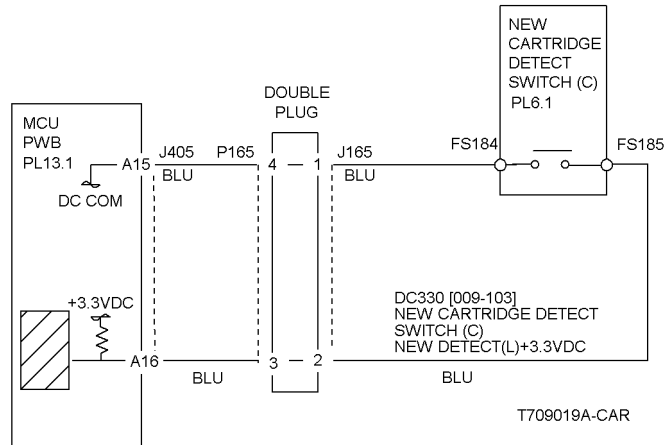 NEW
CARTRIDGE
DETECT
SWITCH (C)
PL6.1
DOUBLE
PLUG
MCU
PWB
PL13.1
A15
J405
P165
4
1
J165
FS184
FS185
BLU
BLU
DC COM
+3.3VDC
DC330 [009-103]
NEW CARTRIDGE DETECT
SWITCH (C)
NEW DETECT(L)+3.3VDC
A16
3
2
BLU
BLU
T709019A-CAR